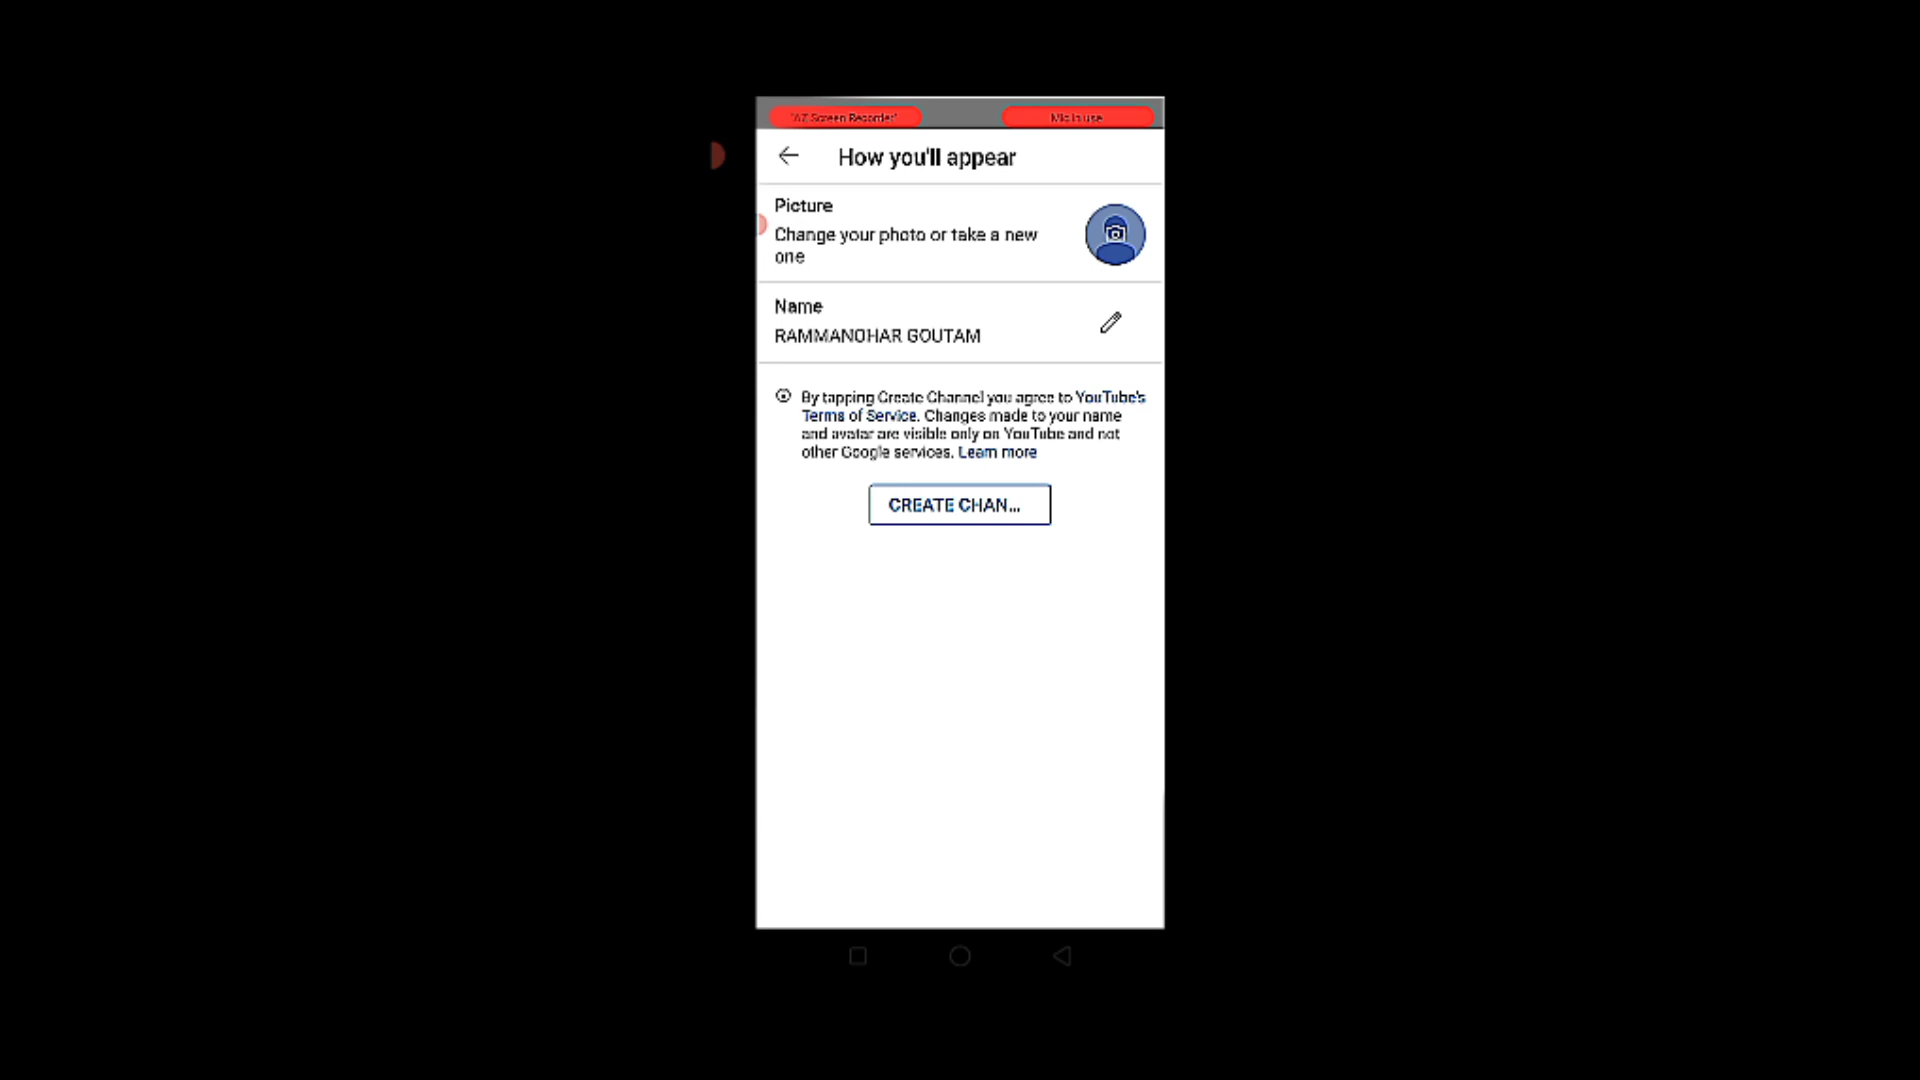 "AZ Screen Recorder" Mic in use
How you'll appear
Picture
Change your photo or take a new
one
Name
RAMMANOHAR GOUTAM
By tapping Create Channel you agree to YouTube's
Terms of Service. Changes made to your name
and avatar are visible only on YouTube and not
other Google services. Learn more
CREATE CHAN...